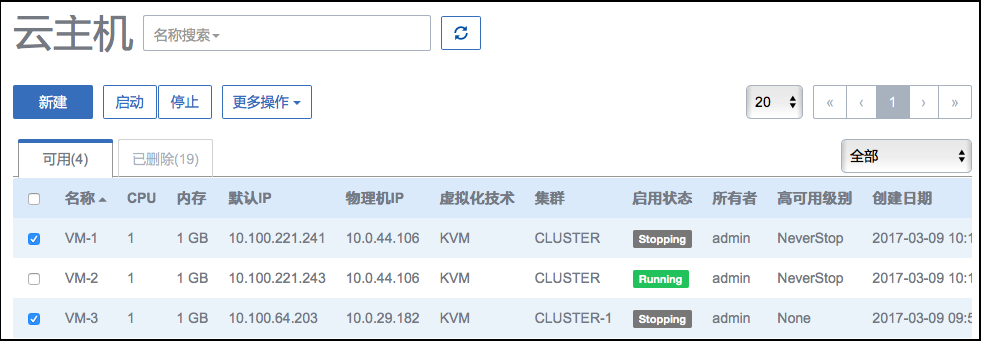 云主机 名称搜索
新建 启动 停止 更多操作 20 « ‹ 1 › »
可用(4) 已删除(19) 全部
名称 CPU 内存 默认IP 物理机IP 虚拟化技术 集群 启用状态 所有者 高可用级别 创建日期
VM-1 1 1 GB 10.100.221.241 10.0.44.106 KVM CLUSTER Stopping admin NeverStop 2017-03-09 10:1
VM-2 1 1 GB 10.100.221.243 10.0.44.106 KVM CLUSTER Running admin NeverStop 2017-03-09 10:1
VM-3 1 1 GB 10.100.64.203 10.0.29.182 KVM CLUSTER-1 Stopping admin None 2017-03-09 09:5